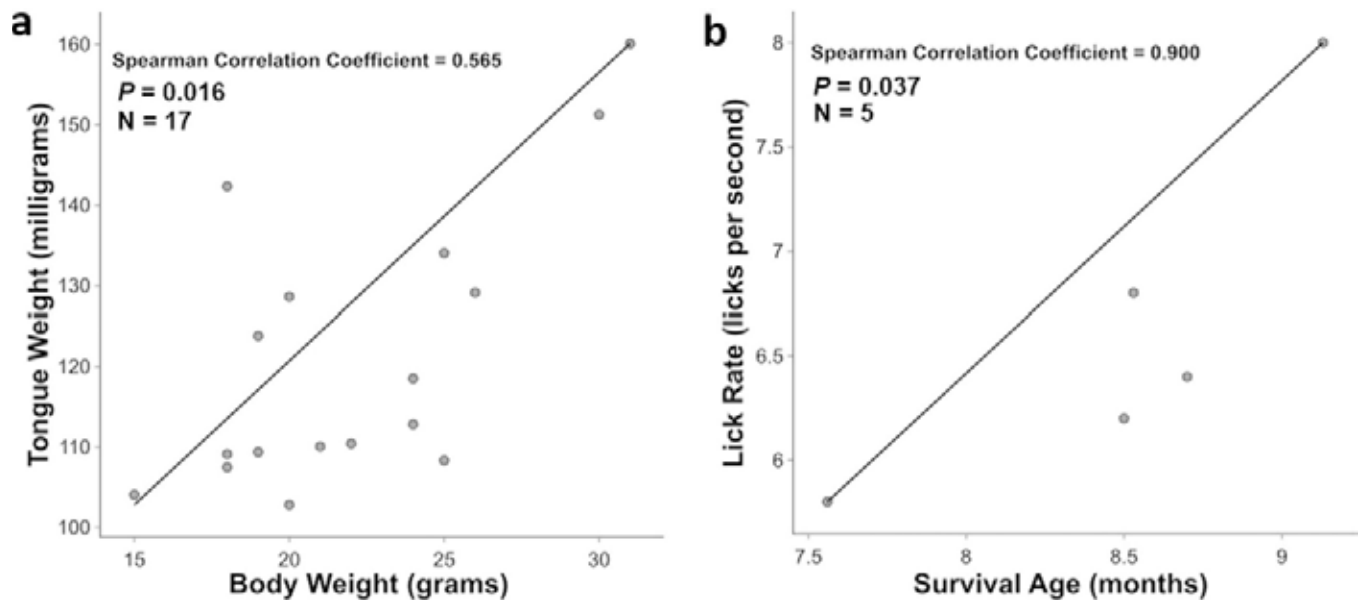 a
Spearman Correlation Coefficient = 0.565
P = 0.016
N = 17
Tongue Weight (milligrams)
160
150
140
130
120
110
100
15 20 25 30
Body Weight (grams)
b
Spearman Correlation Coefficient = 0.900
P = 0.037
N = 5
Lick Rate (licks per second)
8
7.5
7
6.5
6
7.5 8 8.5 9
Survival Age (months)